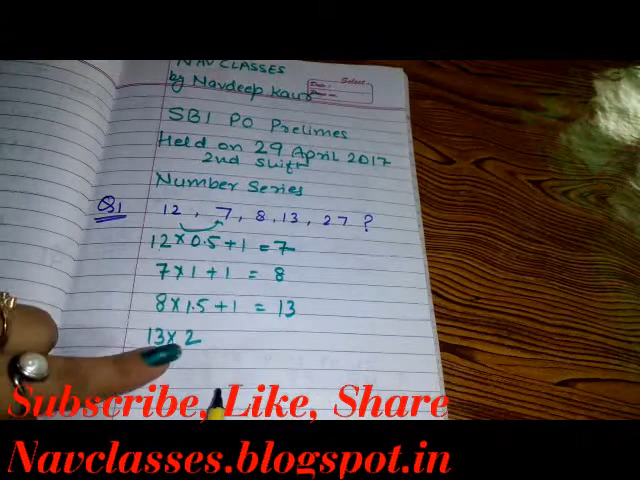 NAV CLASSES
by Navdeep Kaur
Select
SBI PO Prelimes
Held on 29 April 2017
2nd Shift
Number Series
Q1 12, 7, 8, 13, 27 ?
12 × 0.5 + 1 = 7
7 × 1 + 1 = 8
8 × 1.5 + 1 = 13
13 × 2
Subscribe, Like, Share
Navclasses.blogspot.in